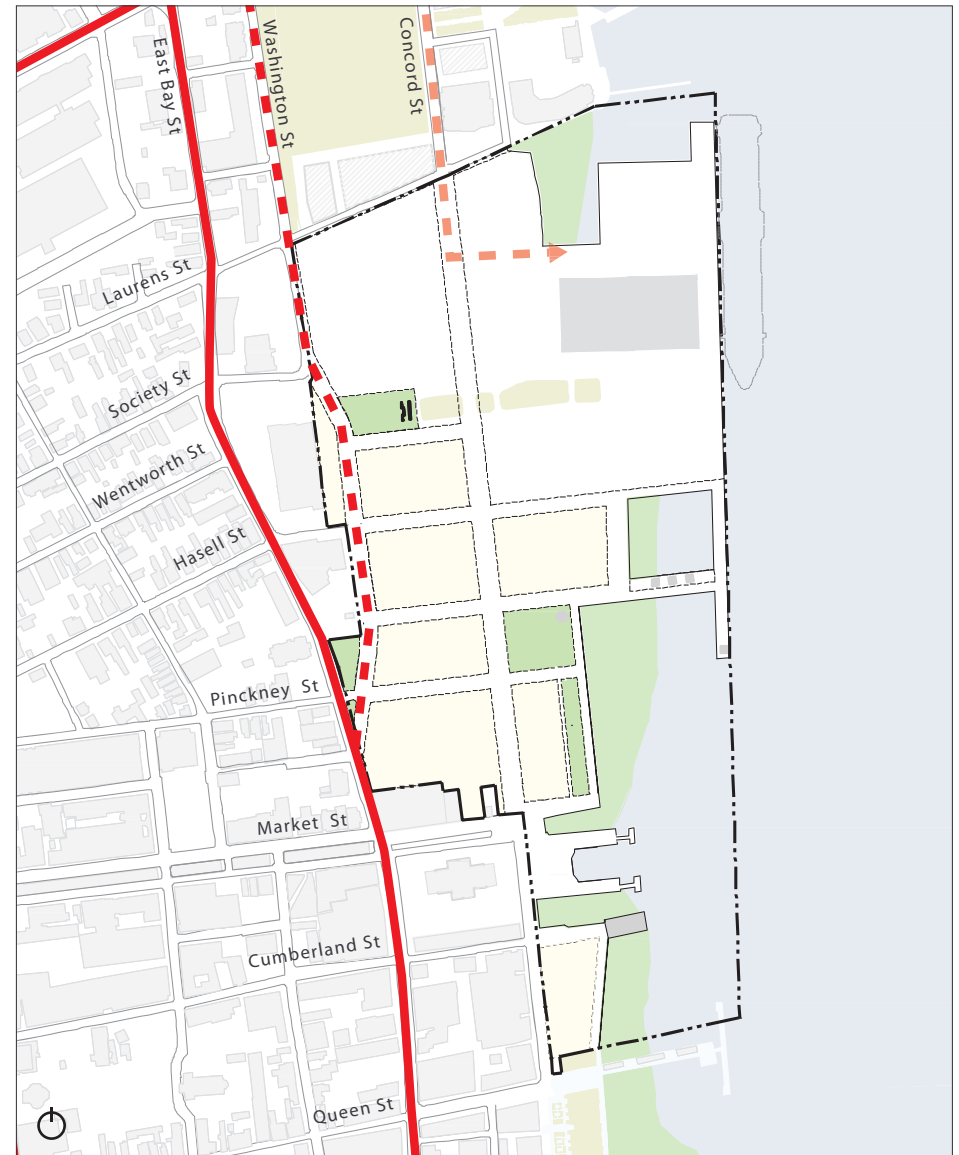 East Bay St
Washington St
Concord St
Laurens St
Society St
Wentworth St
Hasell St
Pinckney St
Market St
Cumberland St
Queen St